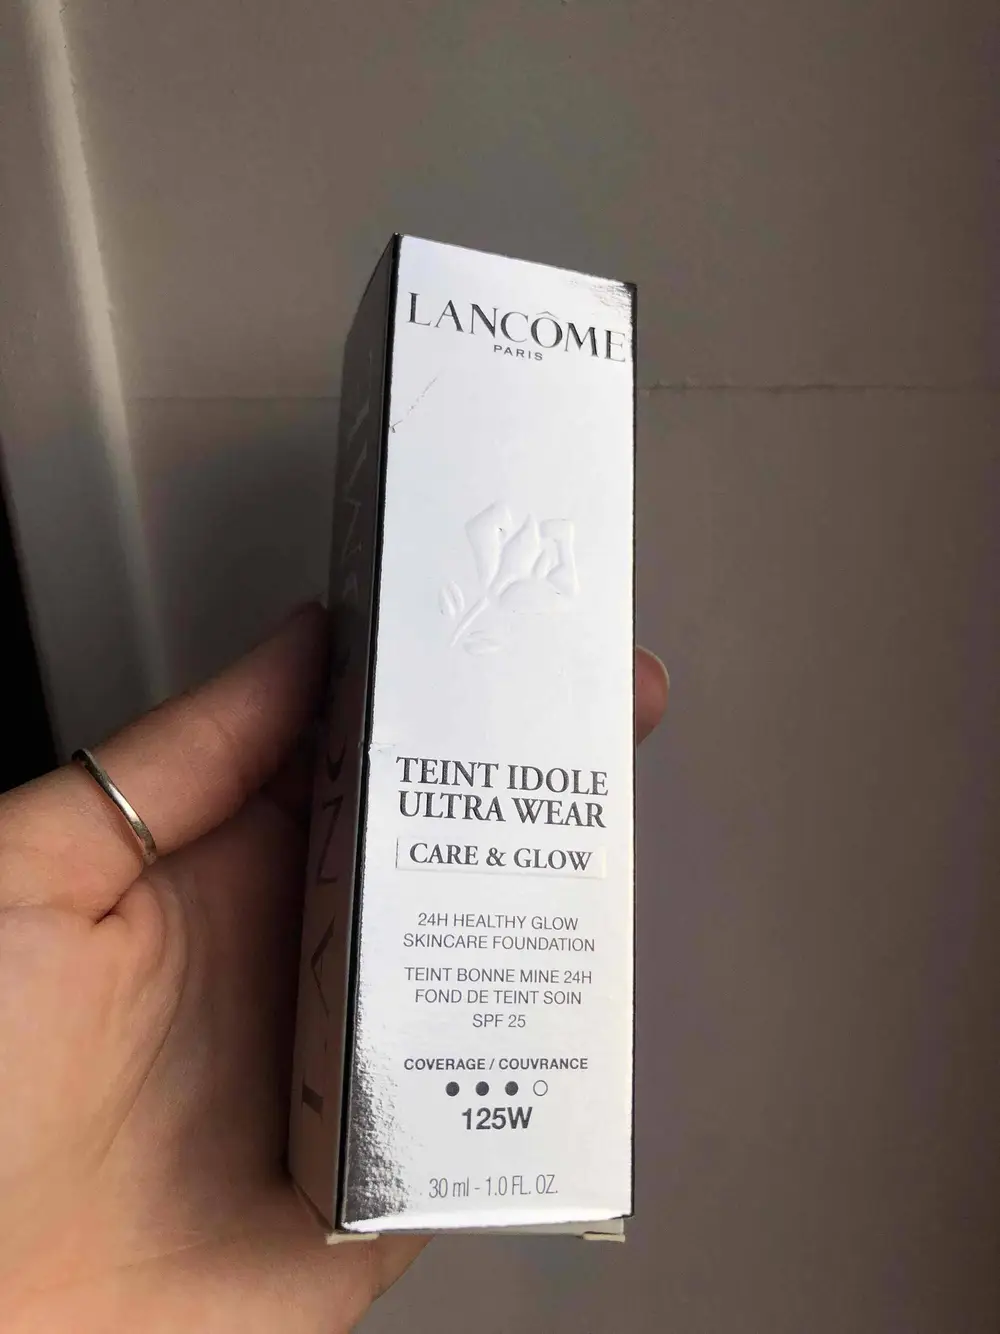 LANCÔME
PARIS
TEINT IDOLE
ULTRA WEAR
CARE & GLOW
24H HEALTHY GLOW
SKINCARE FOUNDATION
TEINT BONNE MINE 24H
FOND DE TEINT SOIN
SPF 25
COVERAGE / COUVRANCE
125W
30 ml - 1.0 FL. OZ.